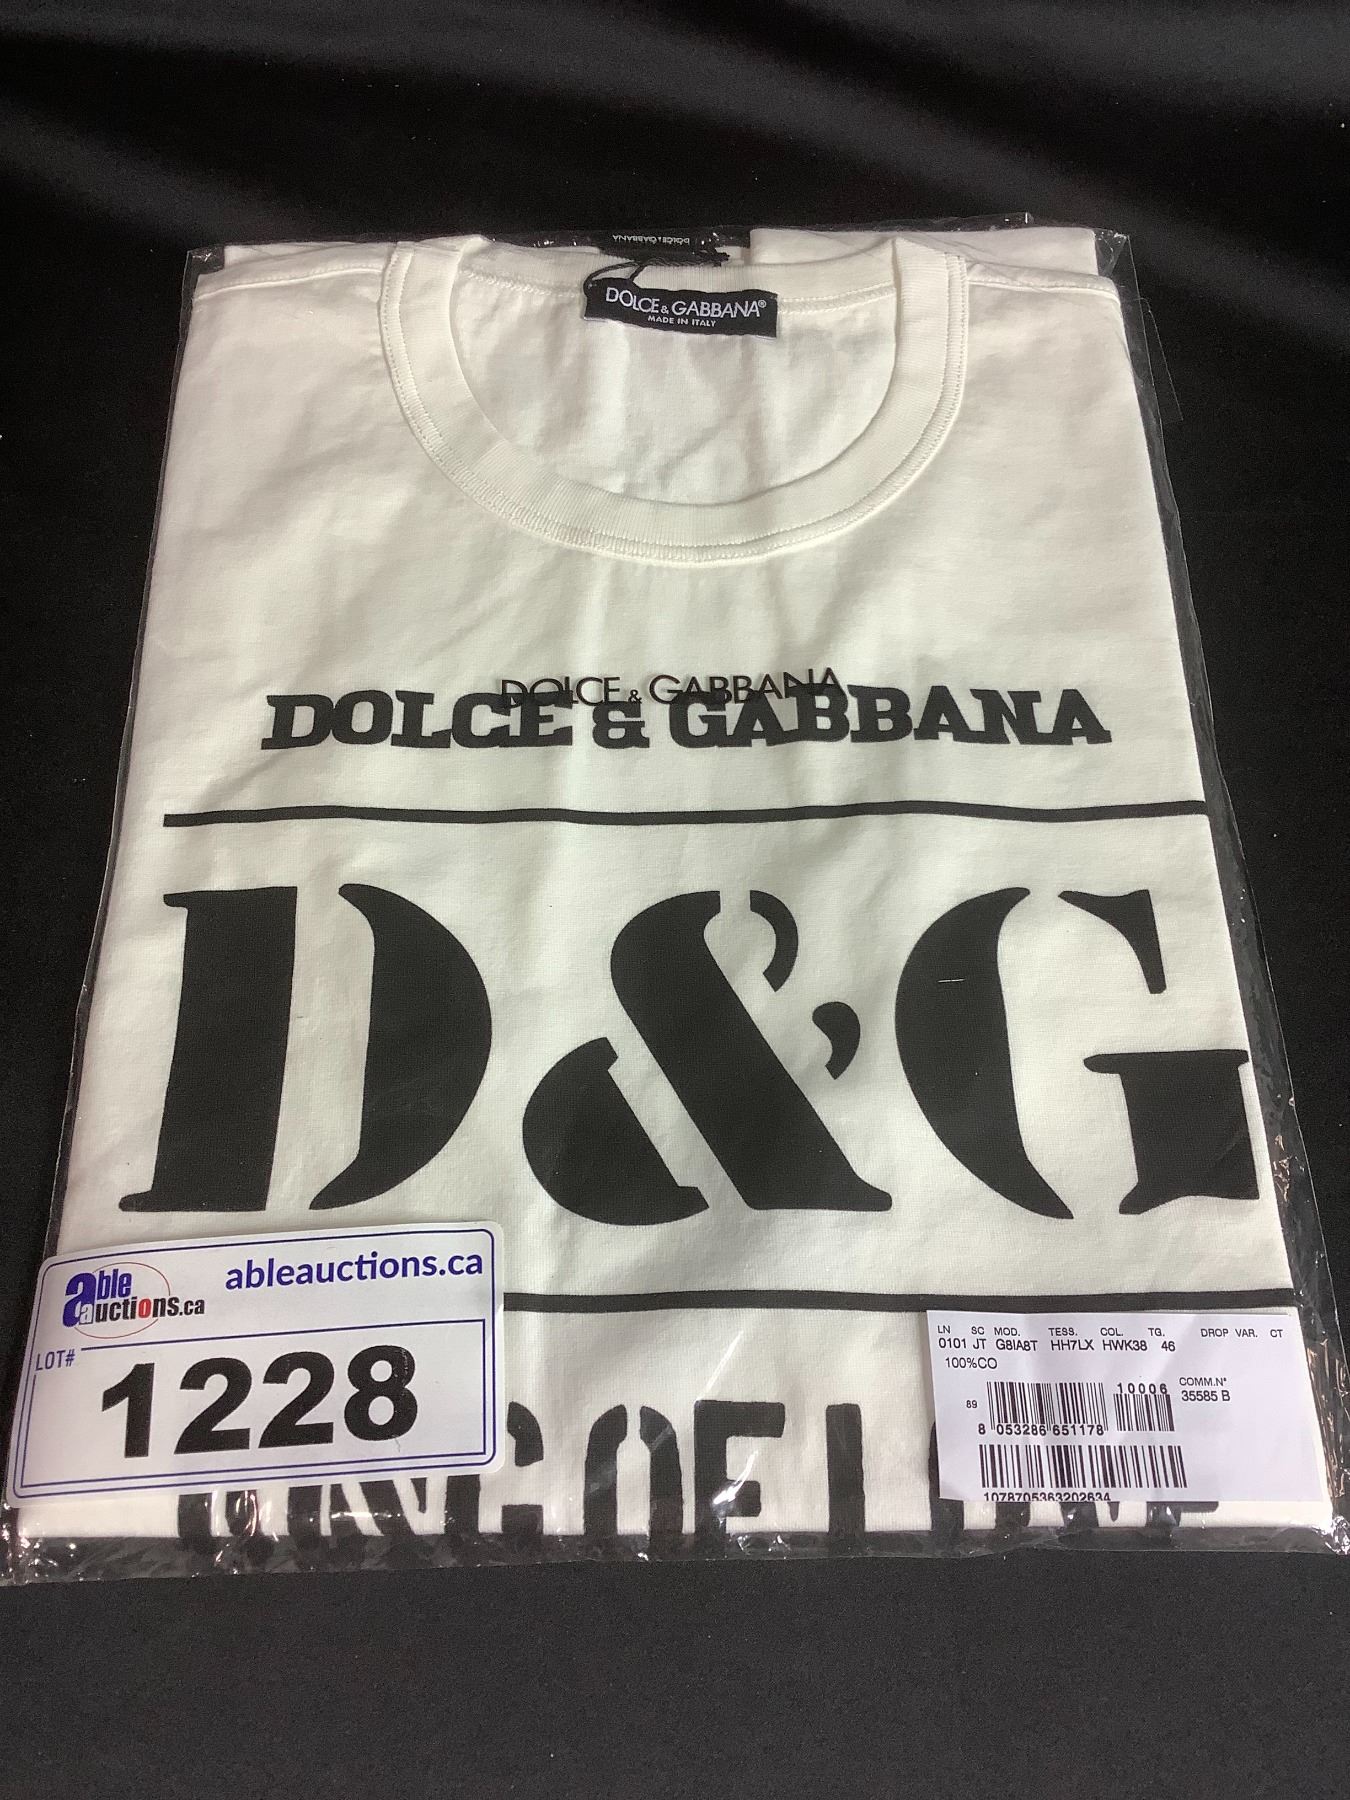 DOLCE & GABBANA
DOLCE & GABBANA®
MADE IN ITALY
DOLCE & GABBANA
DOLCE & GABBANA
D&G
able auctions.ca
ableauctions.ca
LOT#
1228
LN SC MOD. TESS. COL. TG. DROP VAR. CT
0101 JT G8IA8T HH7LX HWK38 46
100%CO
10006
COMM.N°
35585 B
89
8 053286 651178
1078705363202634